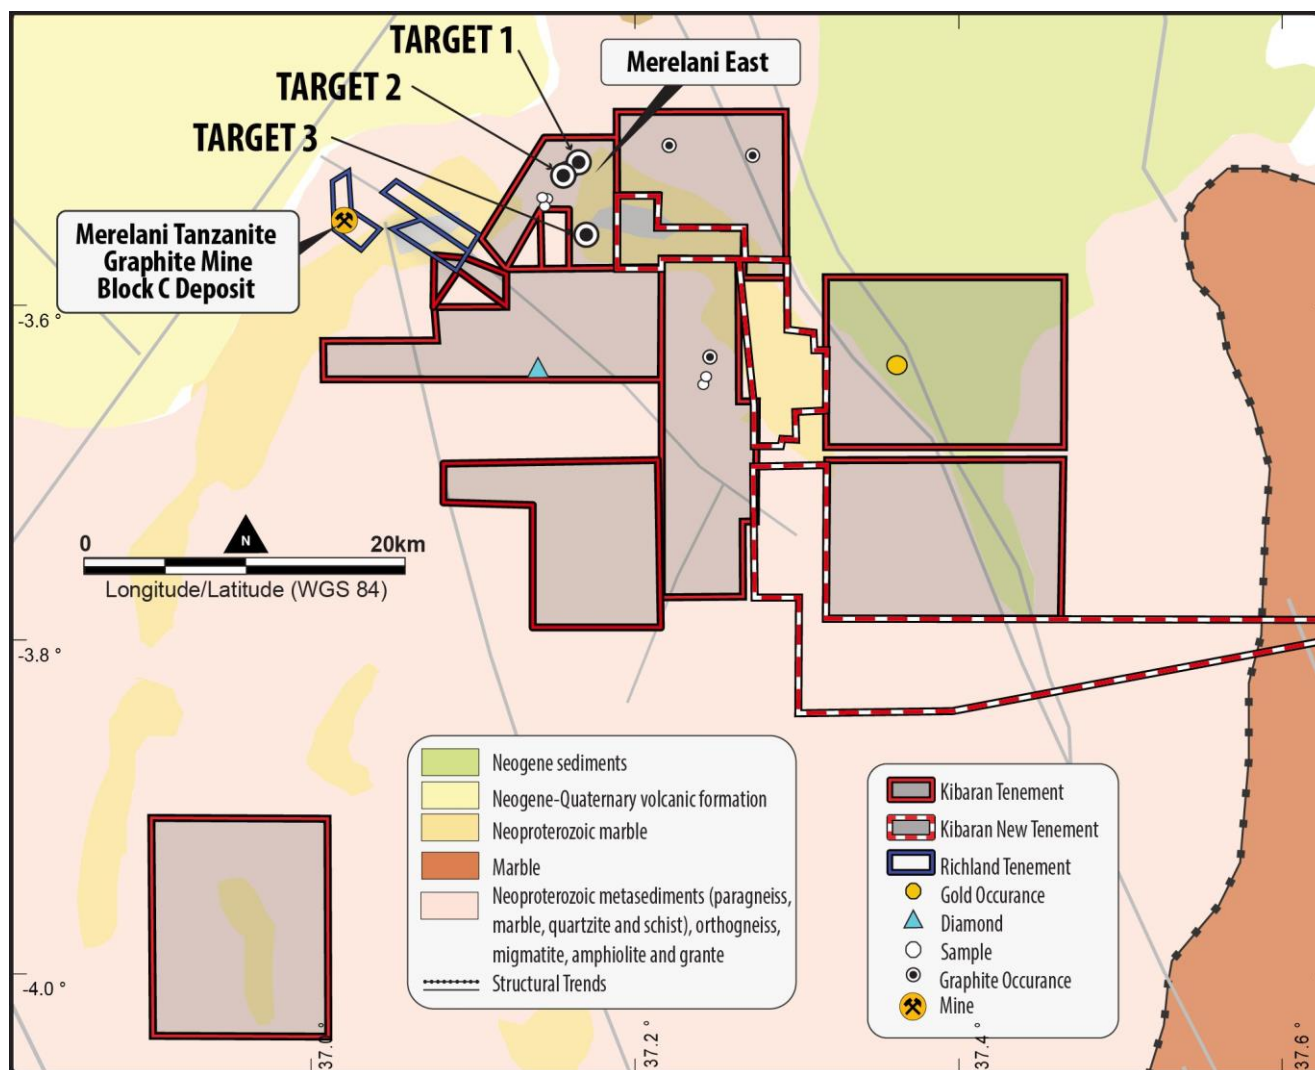 TARGET 1
Merelani East
TARGET 2
TARGET 3
Merelani Tanzanite
Graphite Mine
Block C Deposit
-3.6 °
0 20km
N
Longitude/Latitude (WGS 84)
-3.8 °
Neogene sediments
Neogene-Quaternary volcanic formation
Neoproterozoic marble
Marble
Neoproterozoic metasediments (paragneiss,
marble, quartzite and schist), orthogneiss,
migmatite, amphiolite and grante
Structural Trends
Kibaran Tenement
Kibaran New Tenement
Richland Tenement
Gold Occurance
Diamond
Sample
Graphite Occurance
Mine
-4.0 °
37.0 °
37.2 °
37.4 °
37.6 °